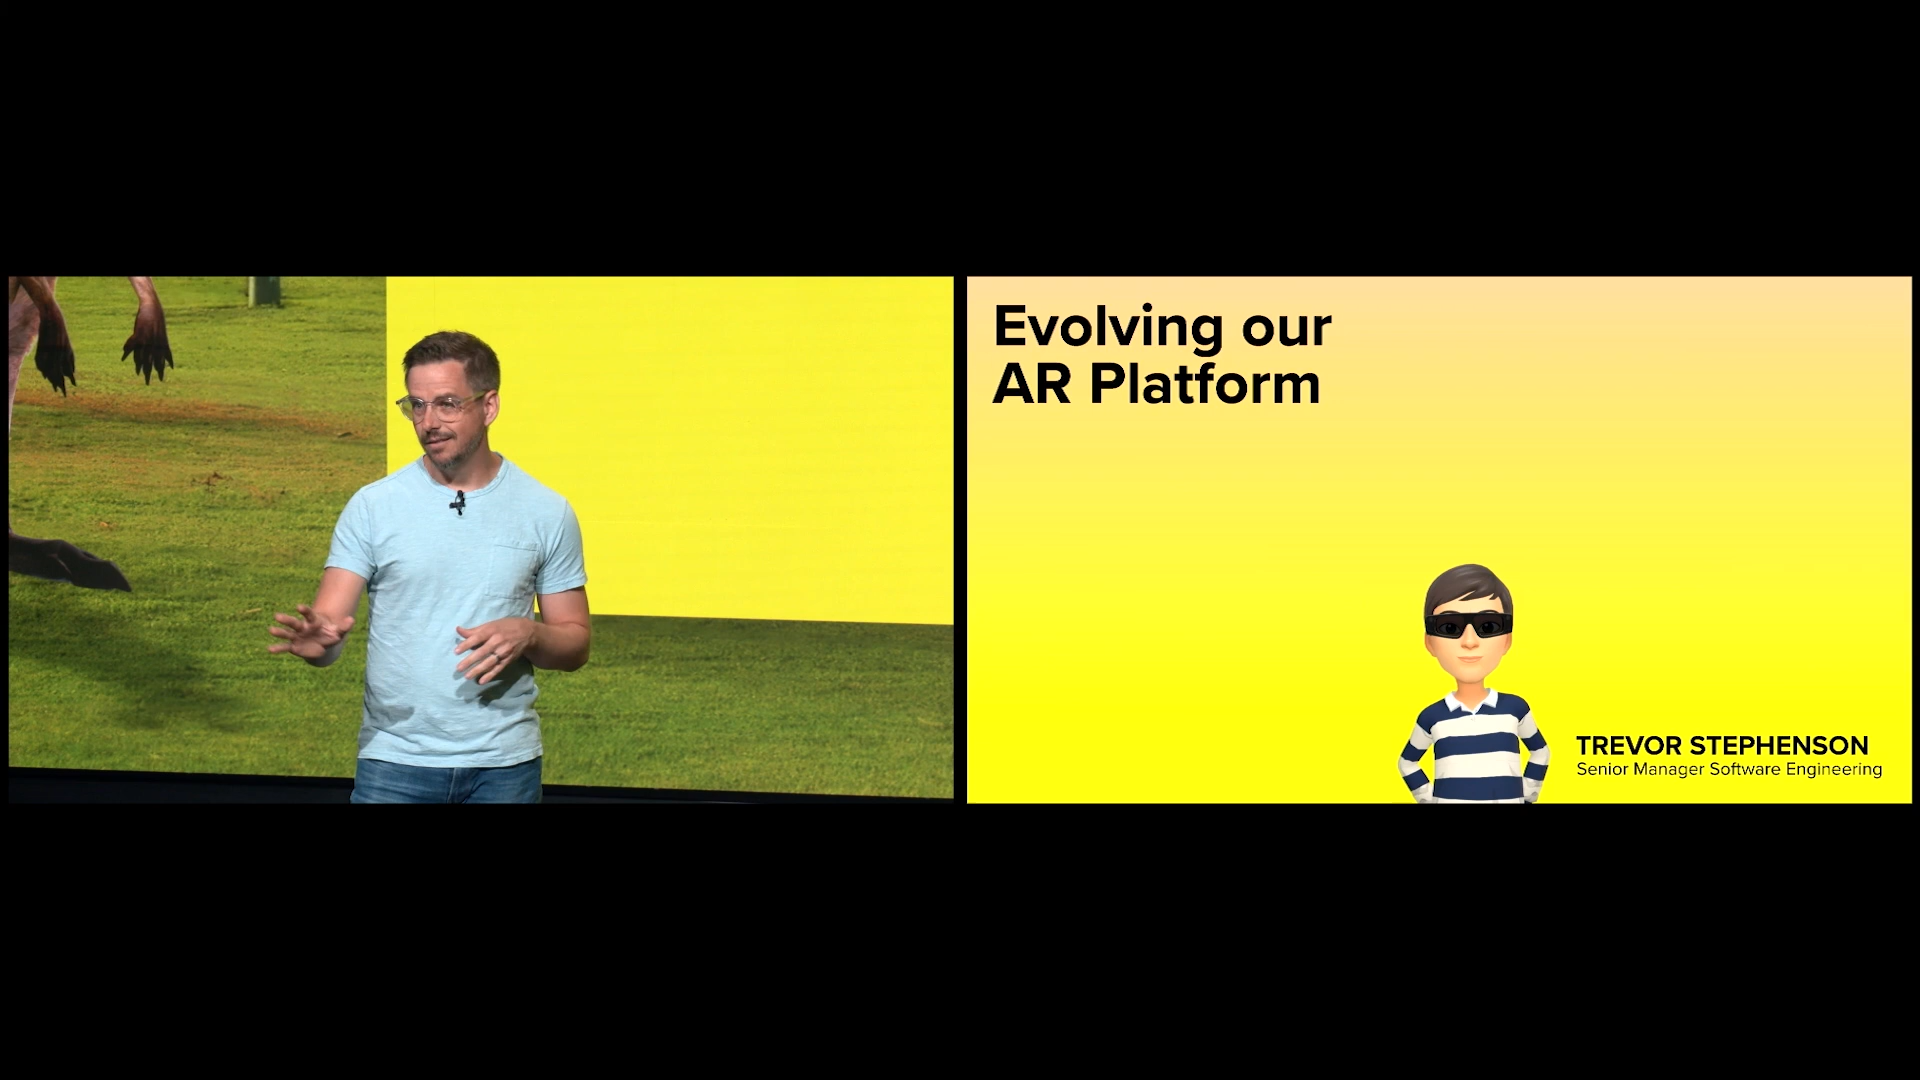 Evolving our
AR Platform
TREVOR STEPHENSON
Senior Manager Software Engineering